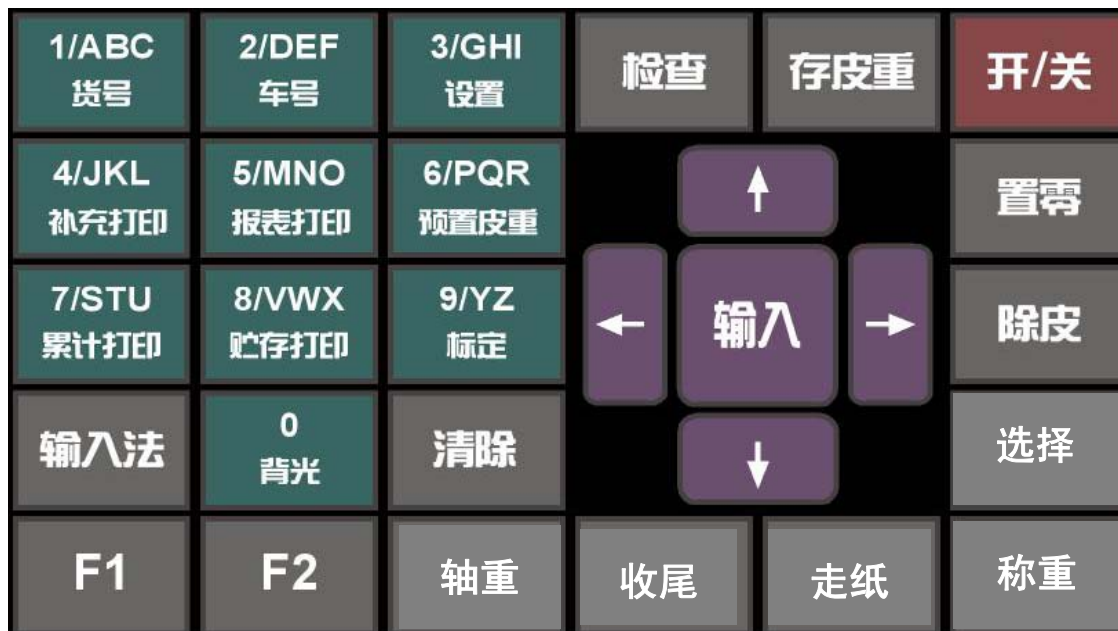 1/ABC
货号
2/DEF
车号
3/GHI
设置
检查
存皮重
开/关
4/JKL
补充打印
5/MNO
报表打印
6/PQR
预置皮重
↑
置零
7/STU
累计打印
8/VWX
贮存打印
9/YZ
标定
←
输入
→
除皮
输入法
0
背光
清除
↓
选择
F1
F2
轴重
收尾
走纸
称重